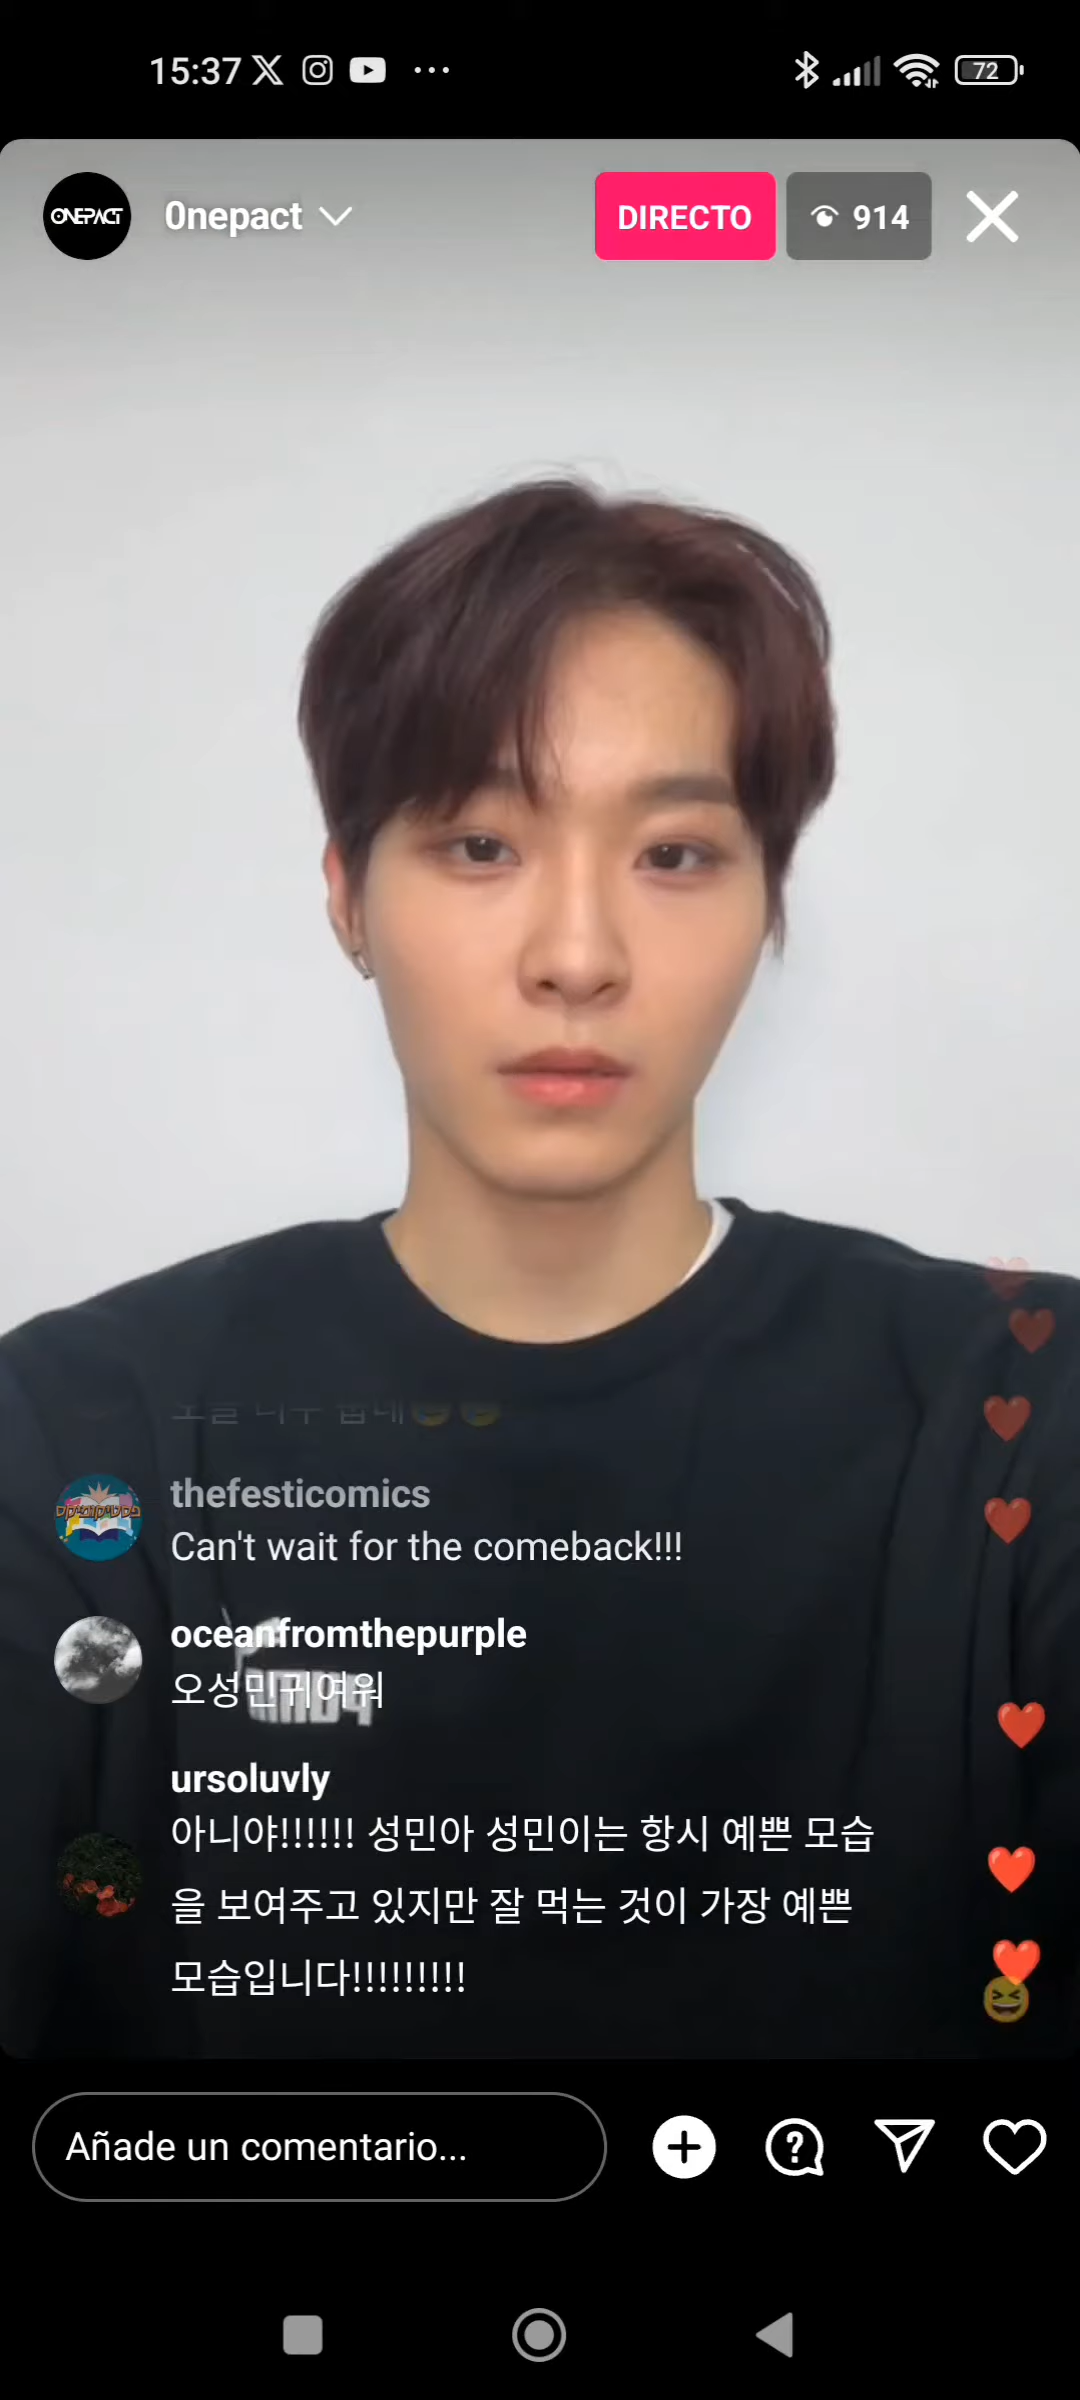 15:37
72
ONEPACT
0nepact
DIRECTO
914
thefesticomics
פסטיקומיקס
Can't wait for the comeback!!!
oceanfromthepurple
오성민귀여워
ursoluvly
아니야!!!!!! 성민아 성민이는 항시 예쁜 모습
을 보여주고 있지만 잘 먹는 것이 가장 예쁜
모습입니다!!!!!!!!!
Añade un comentario...